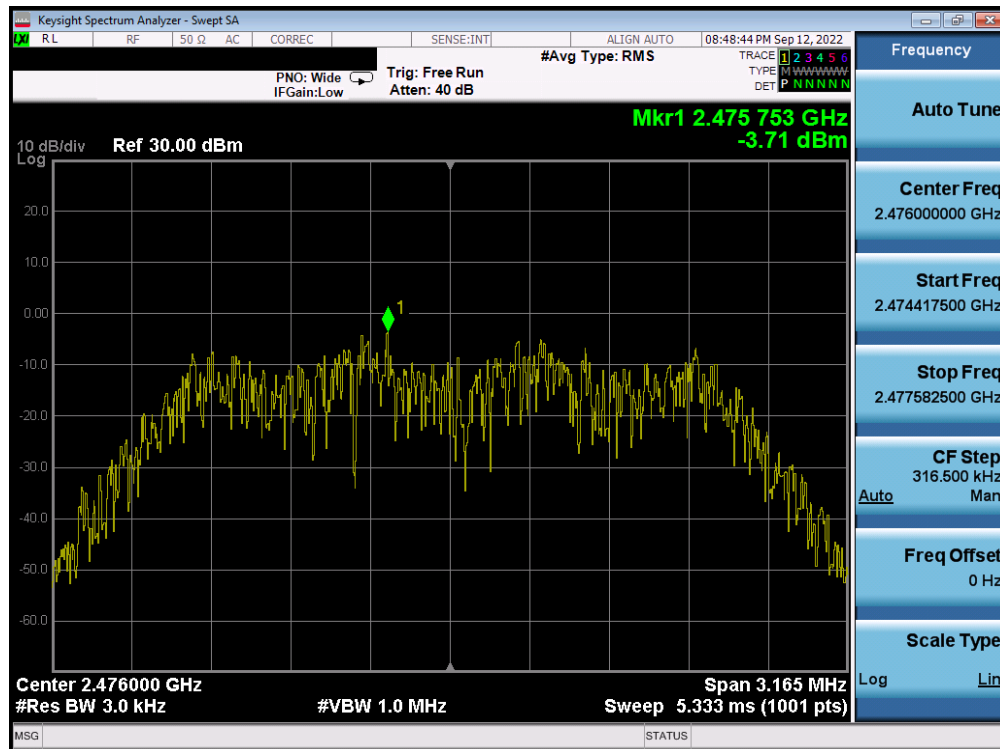 Keysight Spectrum Analyzer - Swept SA
LXI RL RF 50 Ω AC CORREC SENSE:INT ALIGN AUTO 08:48:44 PM Sep 12, 2022
PNO: Wide
IFGain:Low
Trig: Free Run
Atten: 40 dB
#Avg Type: RMS
TRACE 1 2 3 4 5 6
TYPE M WWWWW
DET P N N N N N
Mkr1 2.475 753 GHz
-3.71 dBm
10 dB/div Ref 30.00 dBm
Log
20.0
10.0
0.00
-10.0
-20.0
-30.0
-40.0
-50.0
-60.0
1
Center 2.476000 GHz Span 3.165 MHz
#Res BW 3.0 kHz #VBW 1.0 MHz Sweep 5.333 ms (1001 pts)
MSG STATUS
Frequency
Auto Tune
Center Freq
2.476000000 GHz
Start Freq
2.474417500 GHz
Stop Freq
2.477582500 GHz
CF Step
316.500 kHz
Auto Man
Freq Offset
0 Hz
Scale Type
Log Lin